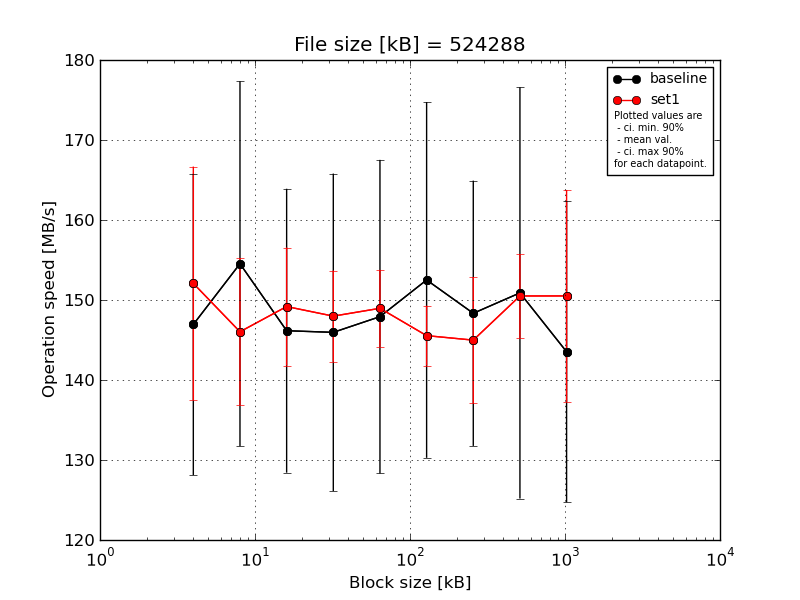 File size [kB] = 524288
180
170
160
150
140
130
120
Operation speed [MB/s]
baseline
set1
Plotted values are
- ci. min. 90%
- mean val.
- ci. max 90%
for each datapoint.
10^0 10^1 10^2 10^3 10^4
Block size [kB]